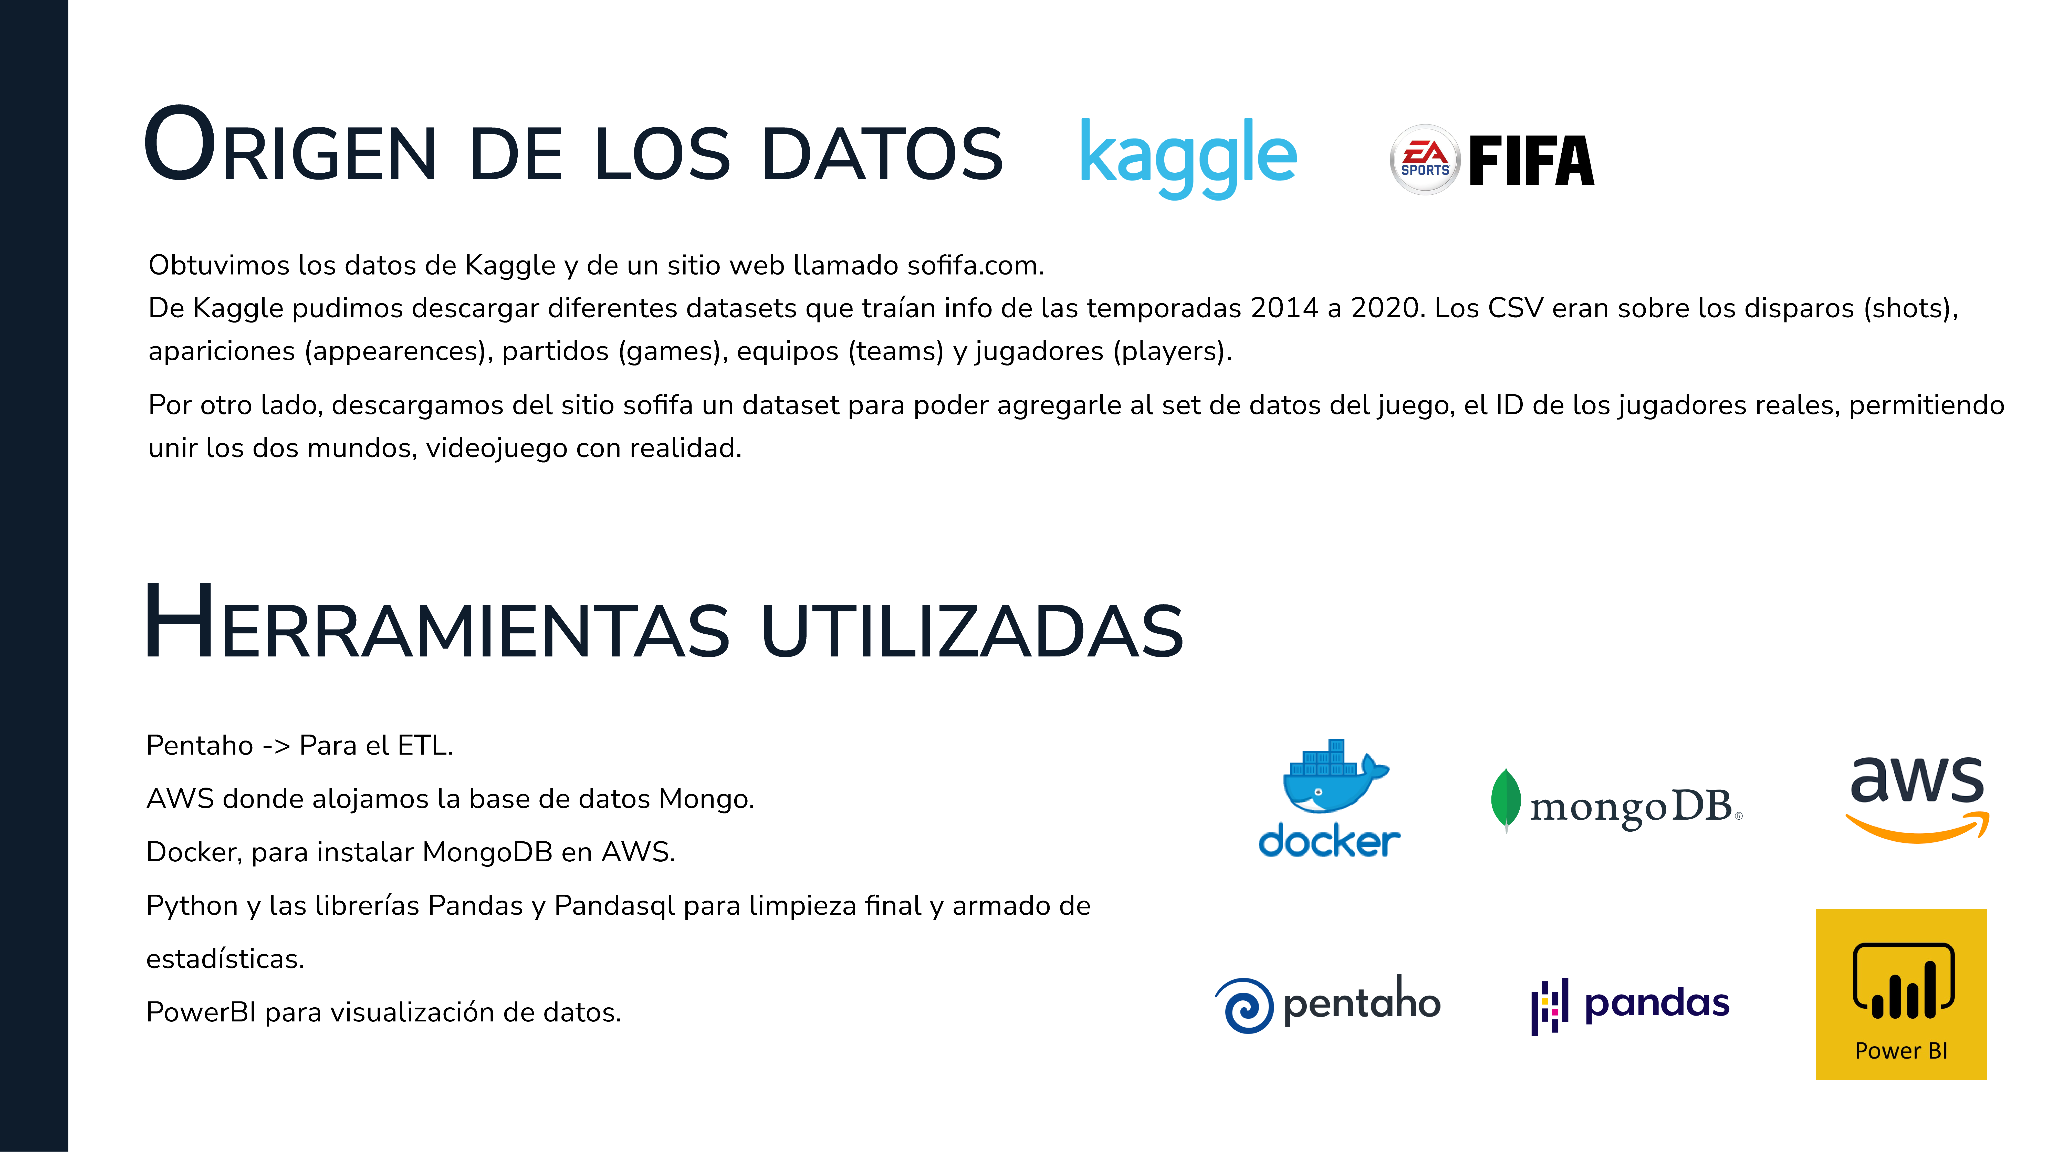 Origen de los datos
kaggle
EA SPORTS FIFA
Obtuvimos los datos de Kaggle y de un sitio web llamado sofifa.com.
De Kaggle pudimos descargar diferentes datasets que traían info de las temporadas 2014 a 2020. Los CSV eran sobre los disparos (shots),
apariciones (appearences), partidos (games), equipos (teams) y jugadores (players).
Por otro lado, descargamos del sitio sofifa un dataset para poder agregarle al set de datos del juego, el ID de los jugadores reales, permitiendo
unir los dos mundos, videojuego con realidad.
Herramientas utilizadas
Pentaho -> Para el ETL.
AWS donde alojamos la base de datos Mongo.
Docker, para instalar MongoDB en AWS.
Python y las librerías Pandas y Pandasql para limpieza final y armado de
estadísticas.
PowerBI para visualización de datos.
docker
mongoDB®
aws
pentaho
pandas
Power BI